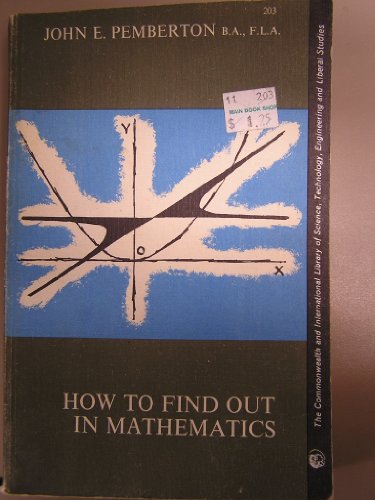 203
JOHN E. PEMBERTON B.A., F.L.A.
11 203
MAIN BOOK SHOP
$ 1.25
Y
O
X
HOW TO FIND OUT
IN MATHEMATICS
The Commonwealth and International Library of Science, Technology, Engineering and Liberal Studies